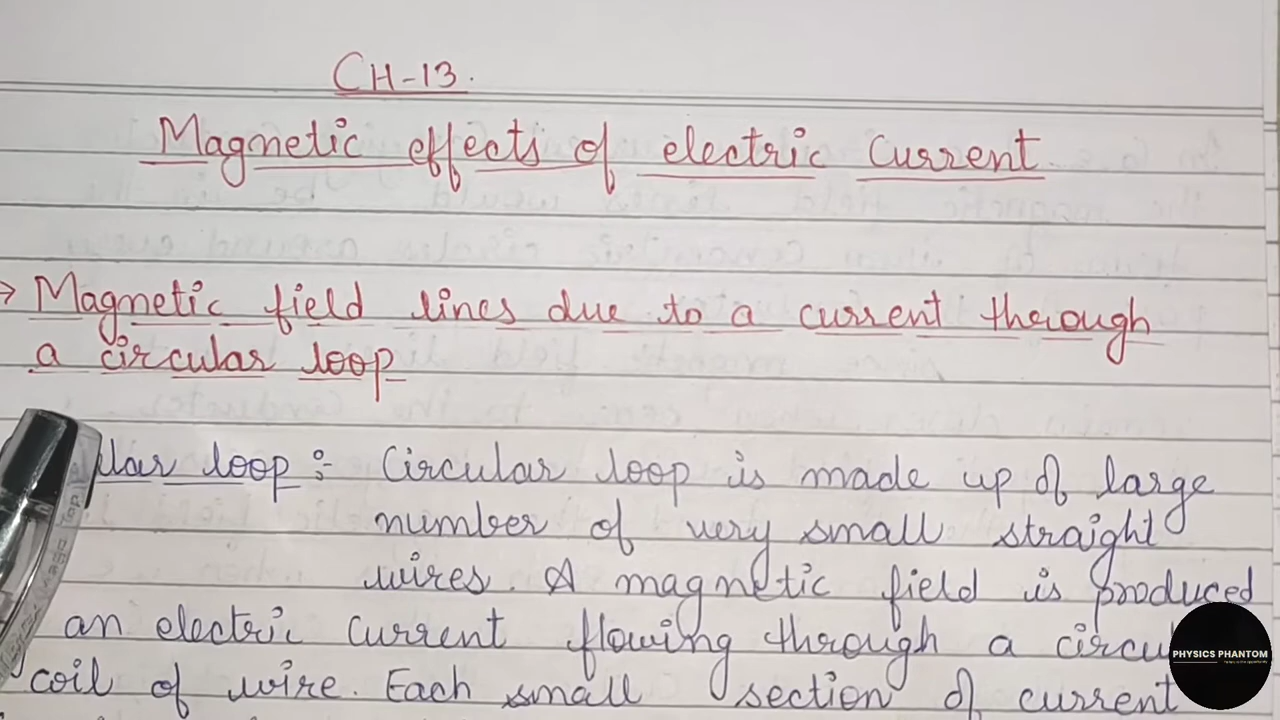 CH-13.
Magnetic effects of electric Current
→ Magnetic field lines due to a current through
a circular loop
lar loop :- Circular loop is made up of large
number of very small straight
wires. A magnetic field is produced
an electric current flowing through a circu
coil of wire. Each small section of current
PHYSICS PHANTOM